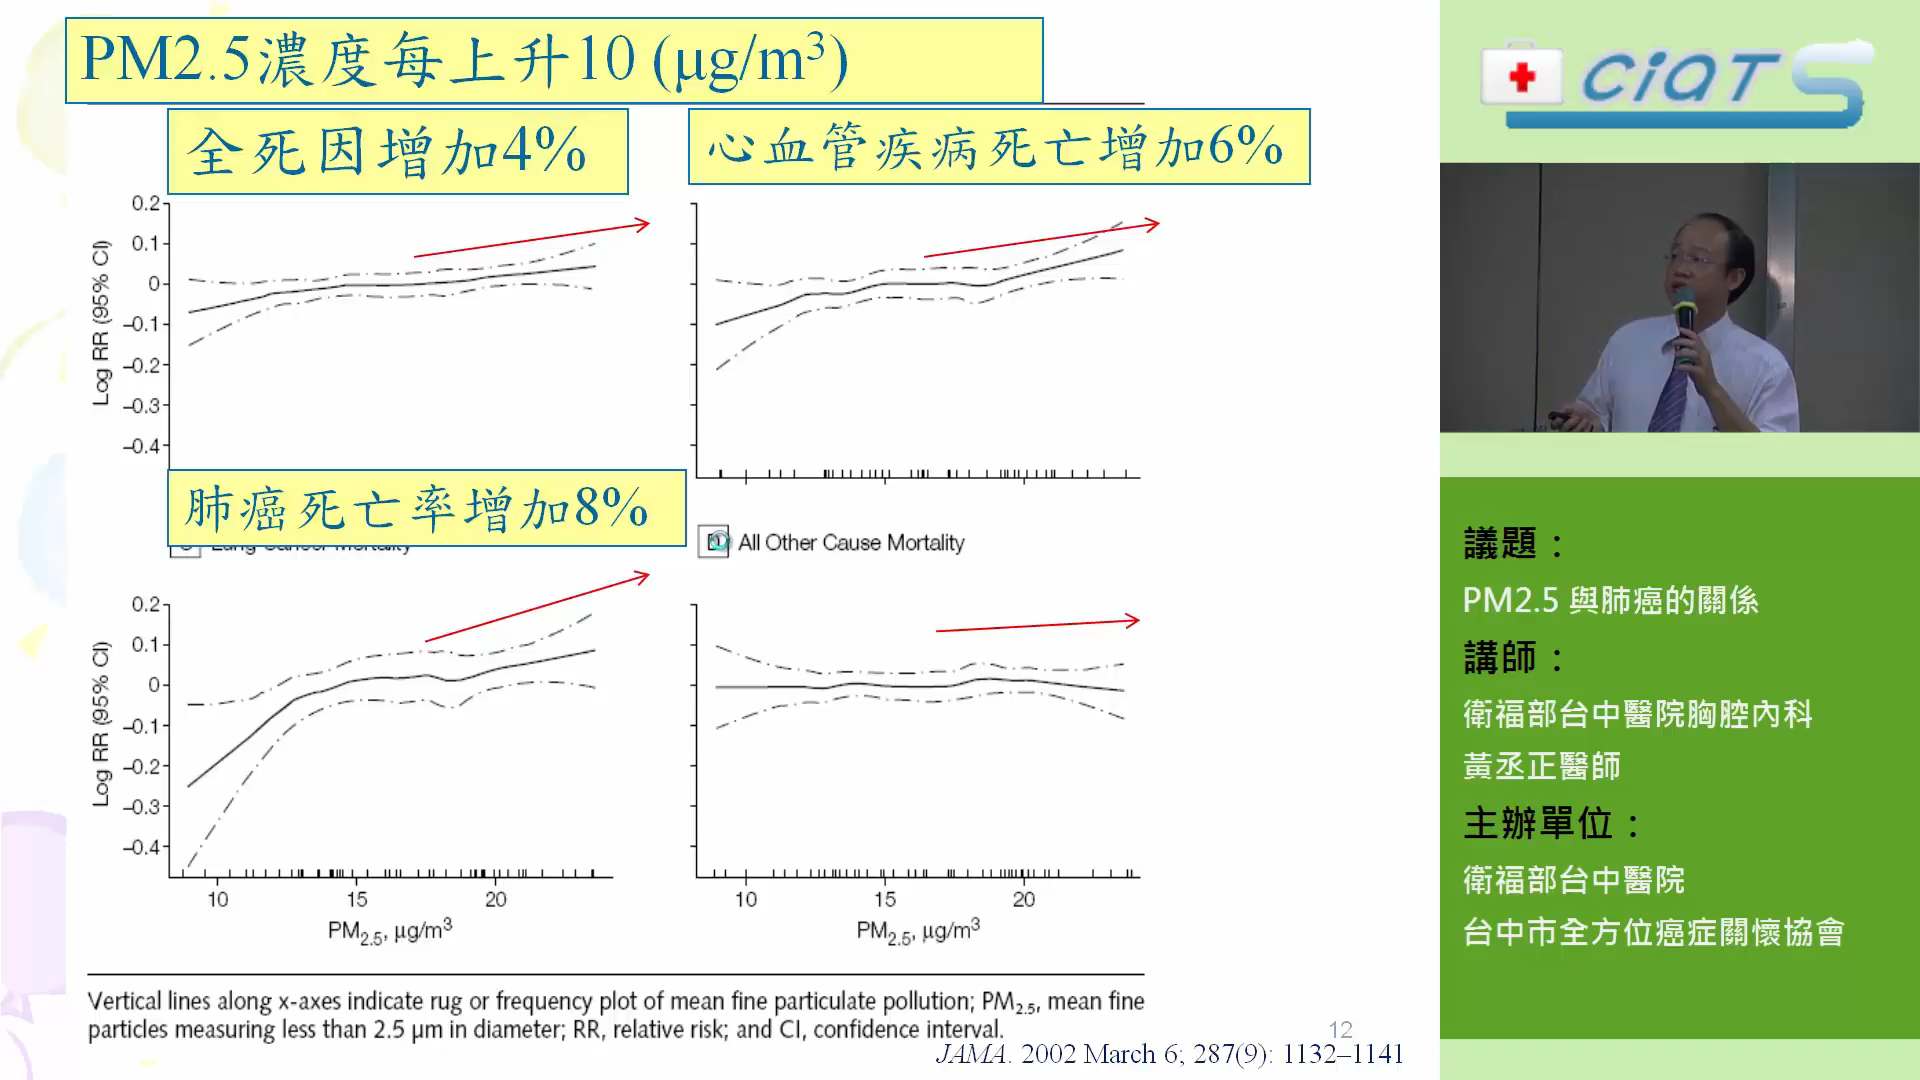 PM2.5濃度每上升10 (μg/m³)
全死因增加4%
心血管疾病死亡增加6%
0.2
0.1
0
–0.1
–0.2
–0.3
–0.4
Log RR (95% CI)
肺癌死亡率增加8%
Lung Cancer Mortality
All Other Cause Mortality
0.2
0.1
0
–0.1
–0.2
–0.3
–0.4
Log RR (95% CI)
10 15 20
PM2.5, μg/m³
10 15 20
PM2.5, μg/m³
Vertical lines along x-axes indicate rug or frequency plot of mean fine particulate pollution; PM2.5, mean fine
particles measuring less than 2.5 μm in diameter; RR, relative risk; and CI, confidence interval.
12
JAMA. 2002 March 6; 287(9): 1132–1141
CiATS
議題：
PM2.5 與肺癌的關係
講師：
衛福部台中醫院胸腔內科
黃丞正醫師
主辦單位：
衛福部台中醫院
台中市全方位癌症關懷協會